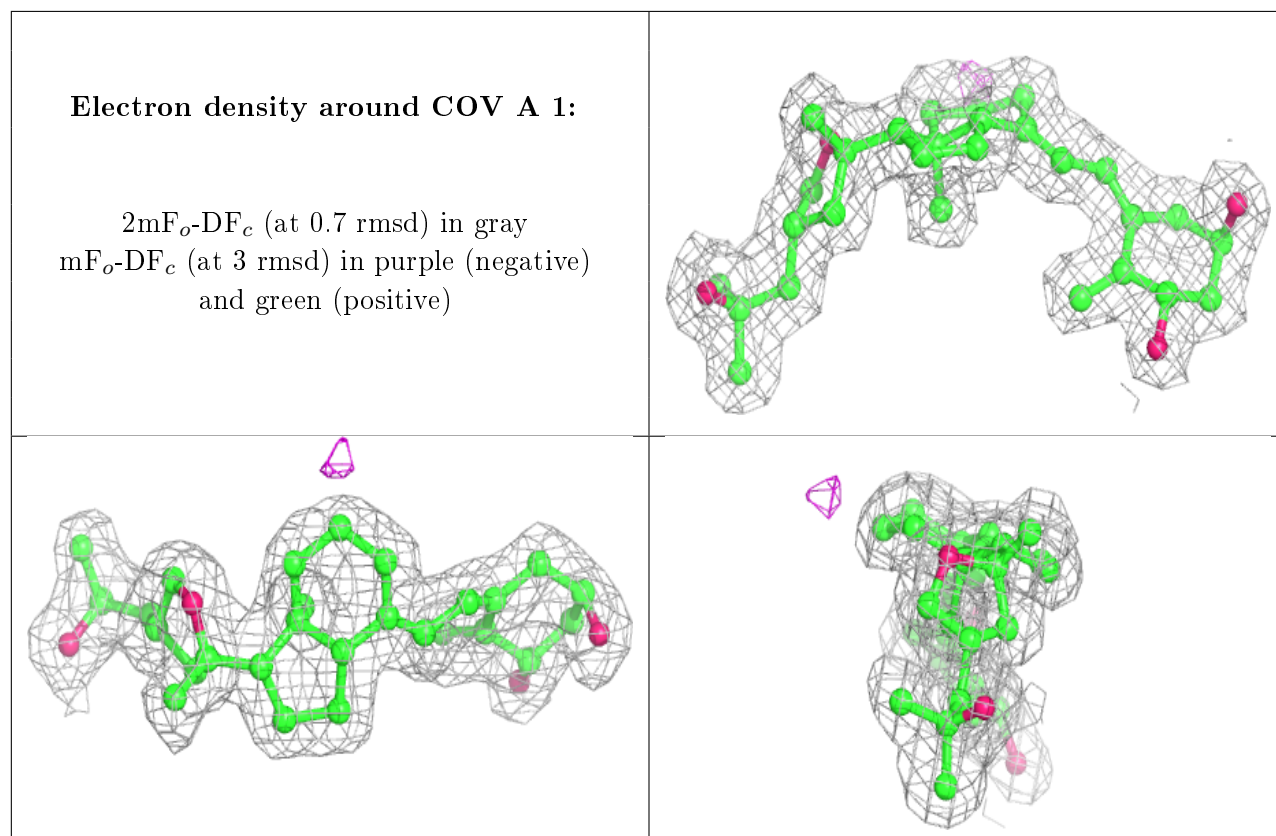 Electron density around COV A 1:
2mFₒ-DF𝒸 (at 0.7 rmsd) in gray
mFₒ-DF𝒸 (at 3 rmsd) in purple (negative)
and green (positive)